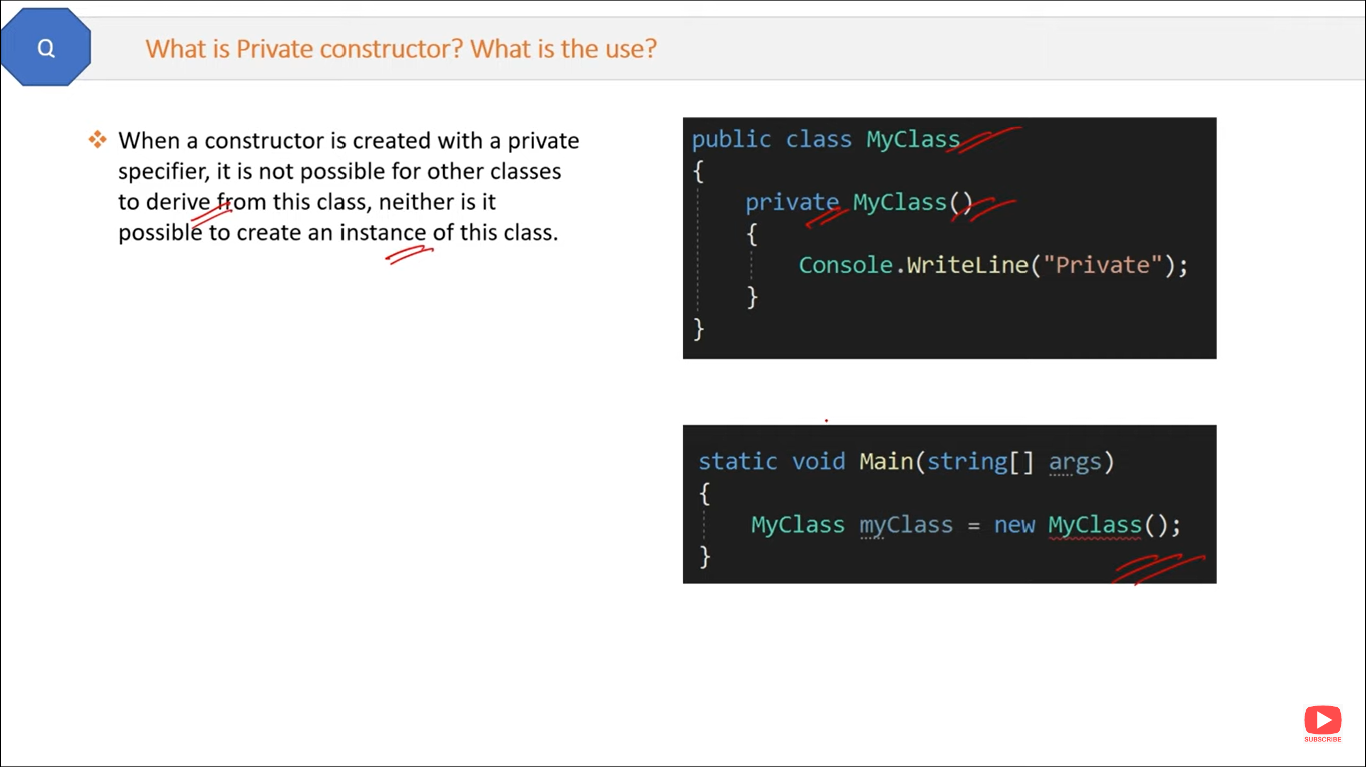 Q
What is Private constructor? What is the use?
When a constructor is created with a private
specifier, it is not possible for other classes
to derive from this class, neither is it
possible to create an instance of this class.
public class MyClass
{
private MyClass()
{
Console.WriteLine("Private");
}
}
static void Main(string[] args)
{
MyClass myClass = new MyClass();
}
SUBSCRIBE